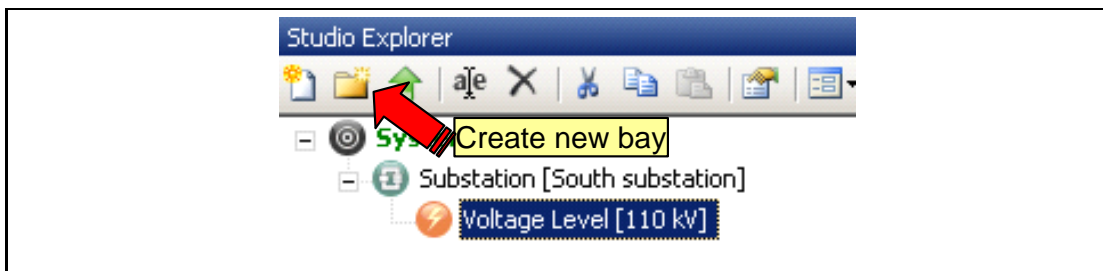 Studio Explorer
a e
Create new bay
Substation [South substation]
Voltage Level [110 kV]